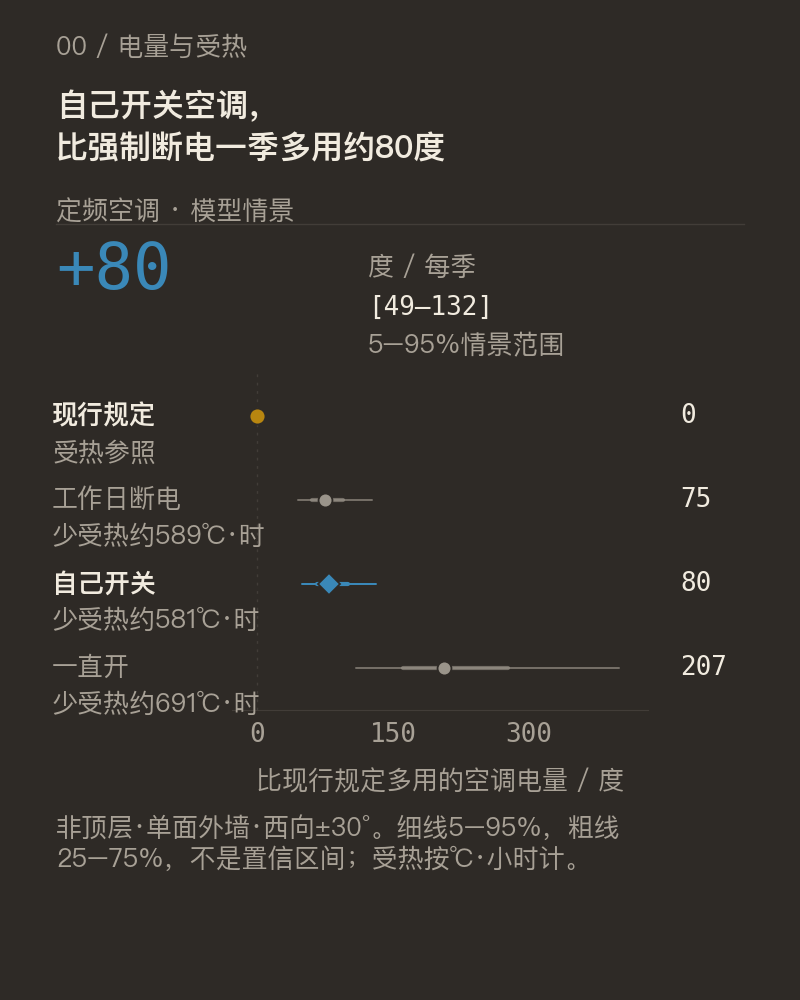 00 / 电量与受热
自己开关空调，
比强制断电一季多用约80度
定频空调 · 模型情景
+80
度 / 每季
[49—132]
5—95%情景范围
现行规定
0
受热参照
工作日断电
75
少受热约589℃·时
自己开关
80
少受热约581℃·时
一直开
207
少受热约691℃·时
0 150 300
比现行规定多用的空调电量 / 度
非顶层·单面外墙·西向±30°。细线5—95%，粗线
25—75%，不是置信区间；受热按℃·小时计。